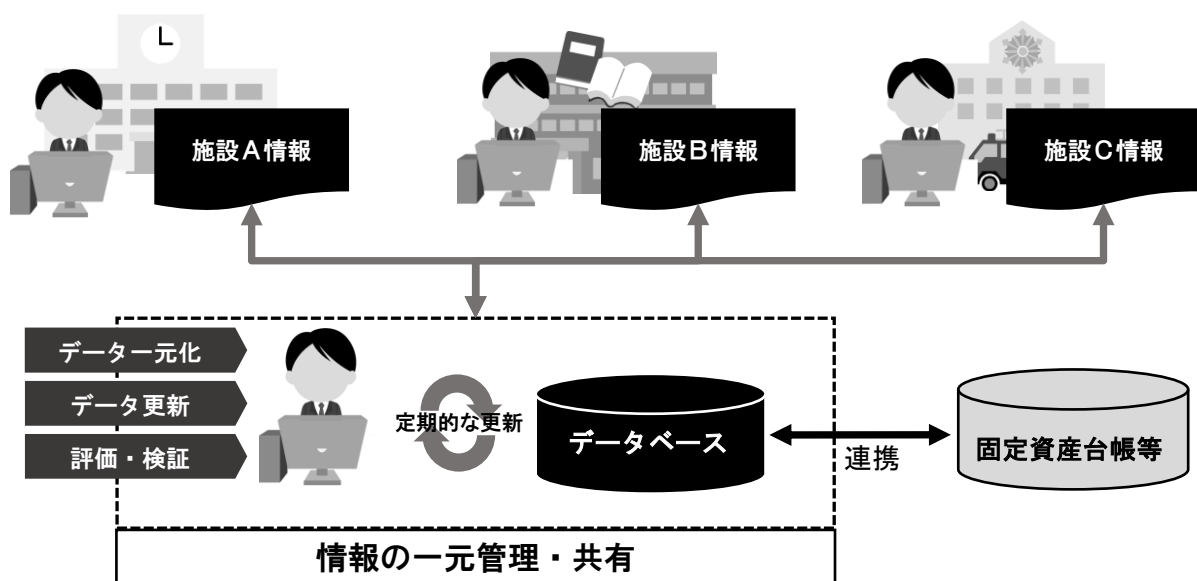 施設Ａ情報
施設Ｂ情報
施設Ｃ情報
データ一元化
データ更新
評価・検証
定期的な更新
データベース
連携
固定資産台帳等
情報の一元管理・共有